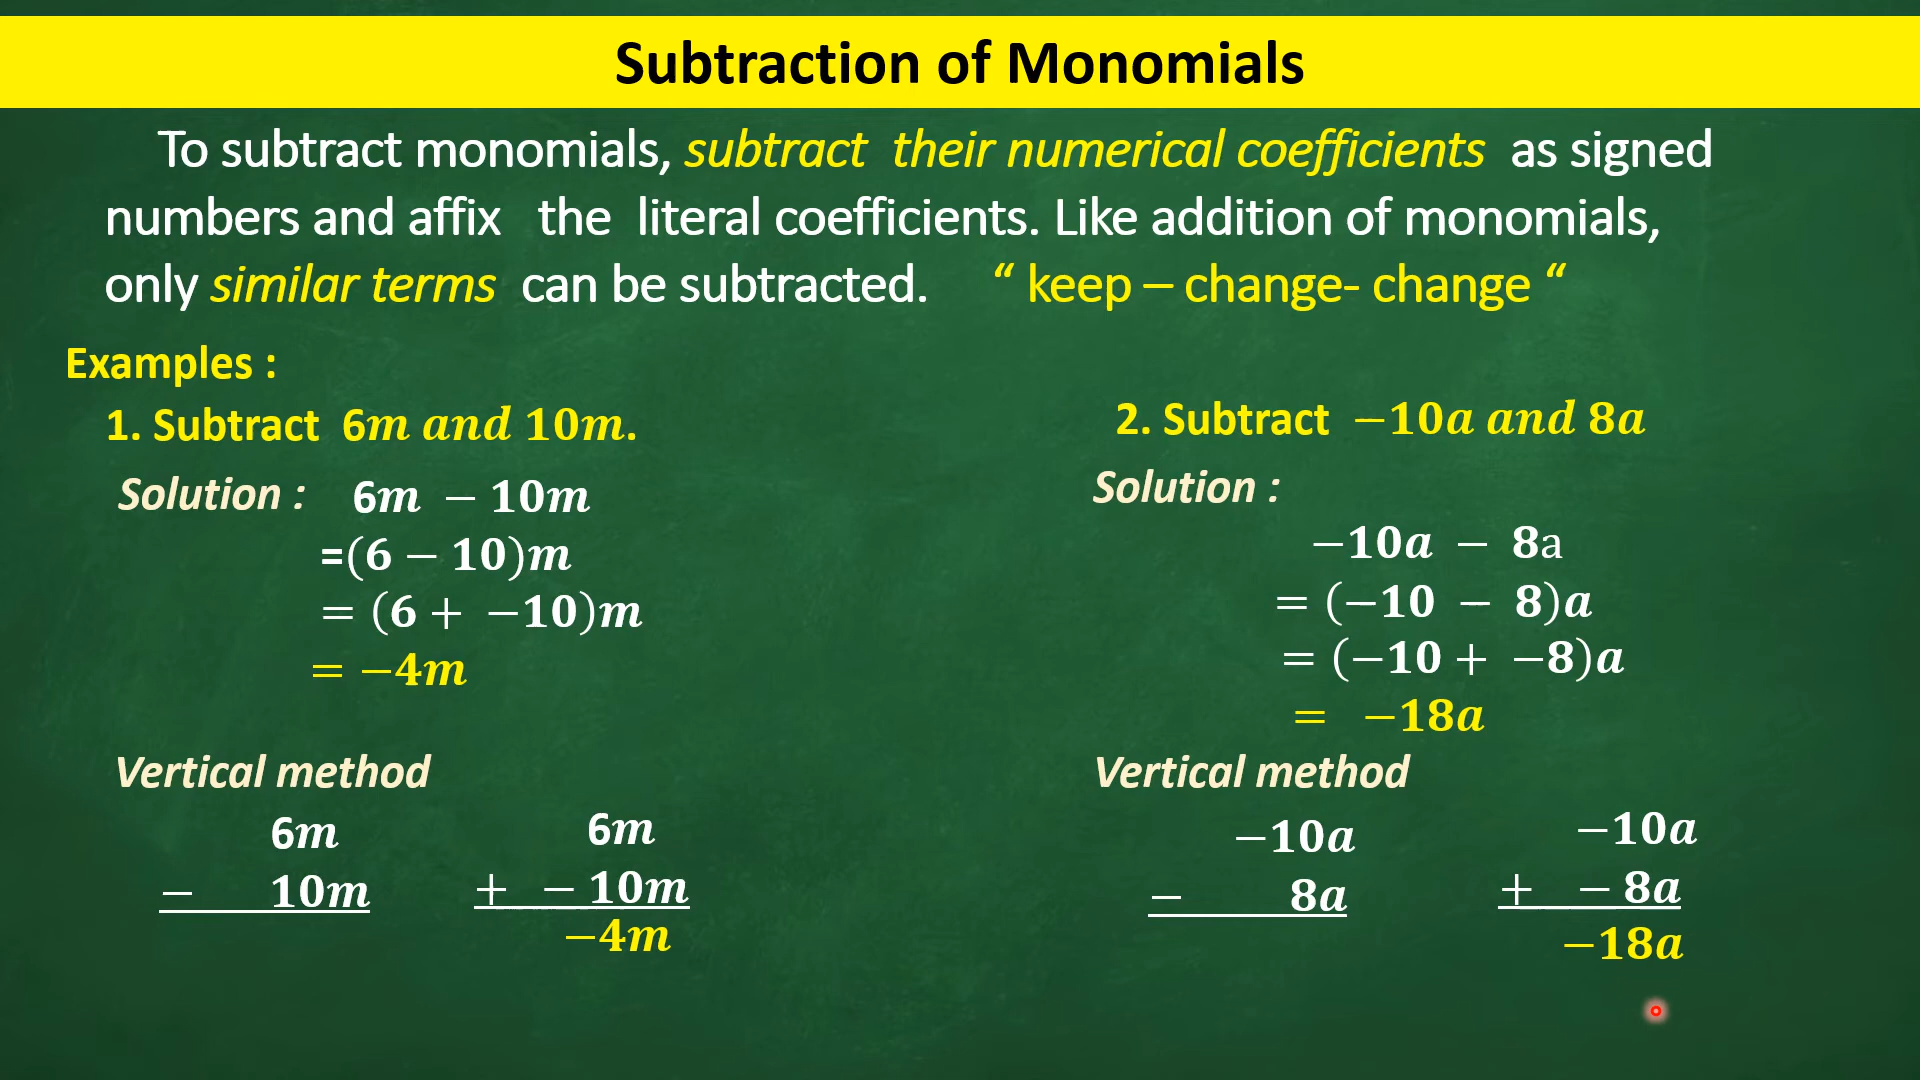 Subtraction of Monomials
To subtract monomials, subtract their numerical coefficients as signed
numbers and affix the literal coefficients. Like addition of monomials,
only similar terms can be subtracted. “ keep – change- change “
Examples :
1. Subtract 6m and 10m.
Solution : 6m − 10m
=(6 − 10)m
= (6 + −10)m
= −4m
Vertical method
6m
− 10m
6m
+ − 10m
−4m
2. Subtract −10a and 8a
Solution :
−10a − 8a
= (−10 − 8)a
= (−10 + −8)a
= −18a
Vertical method
−10a
− 8a
−10a
+ − 8a
−18a